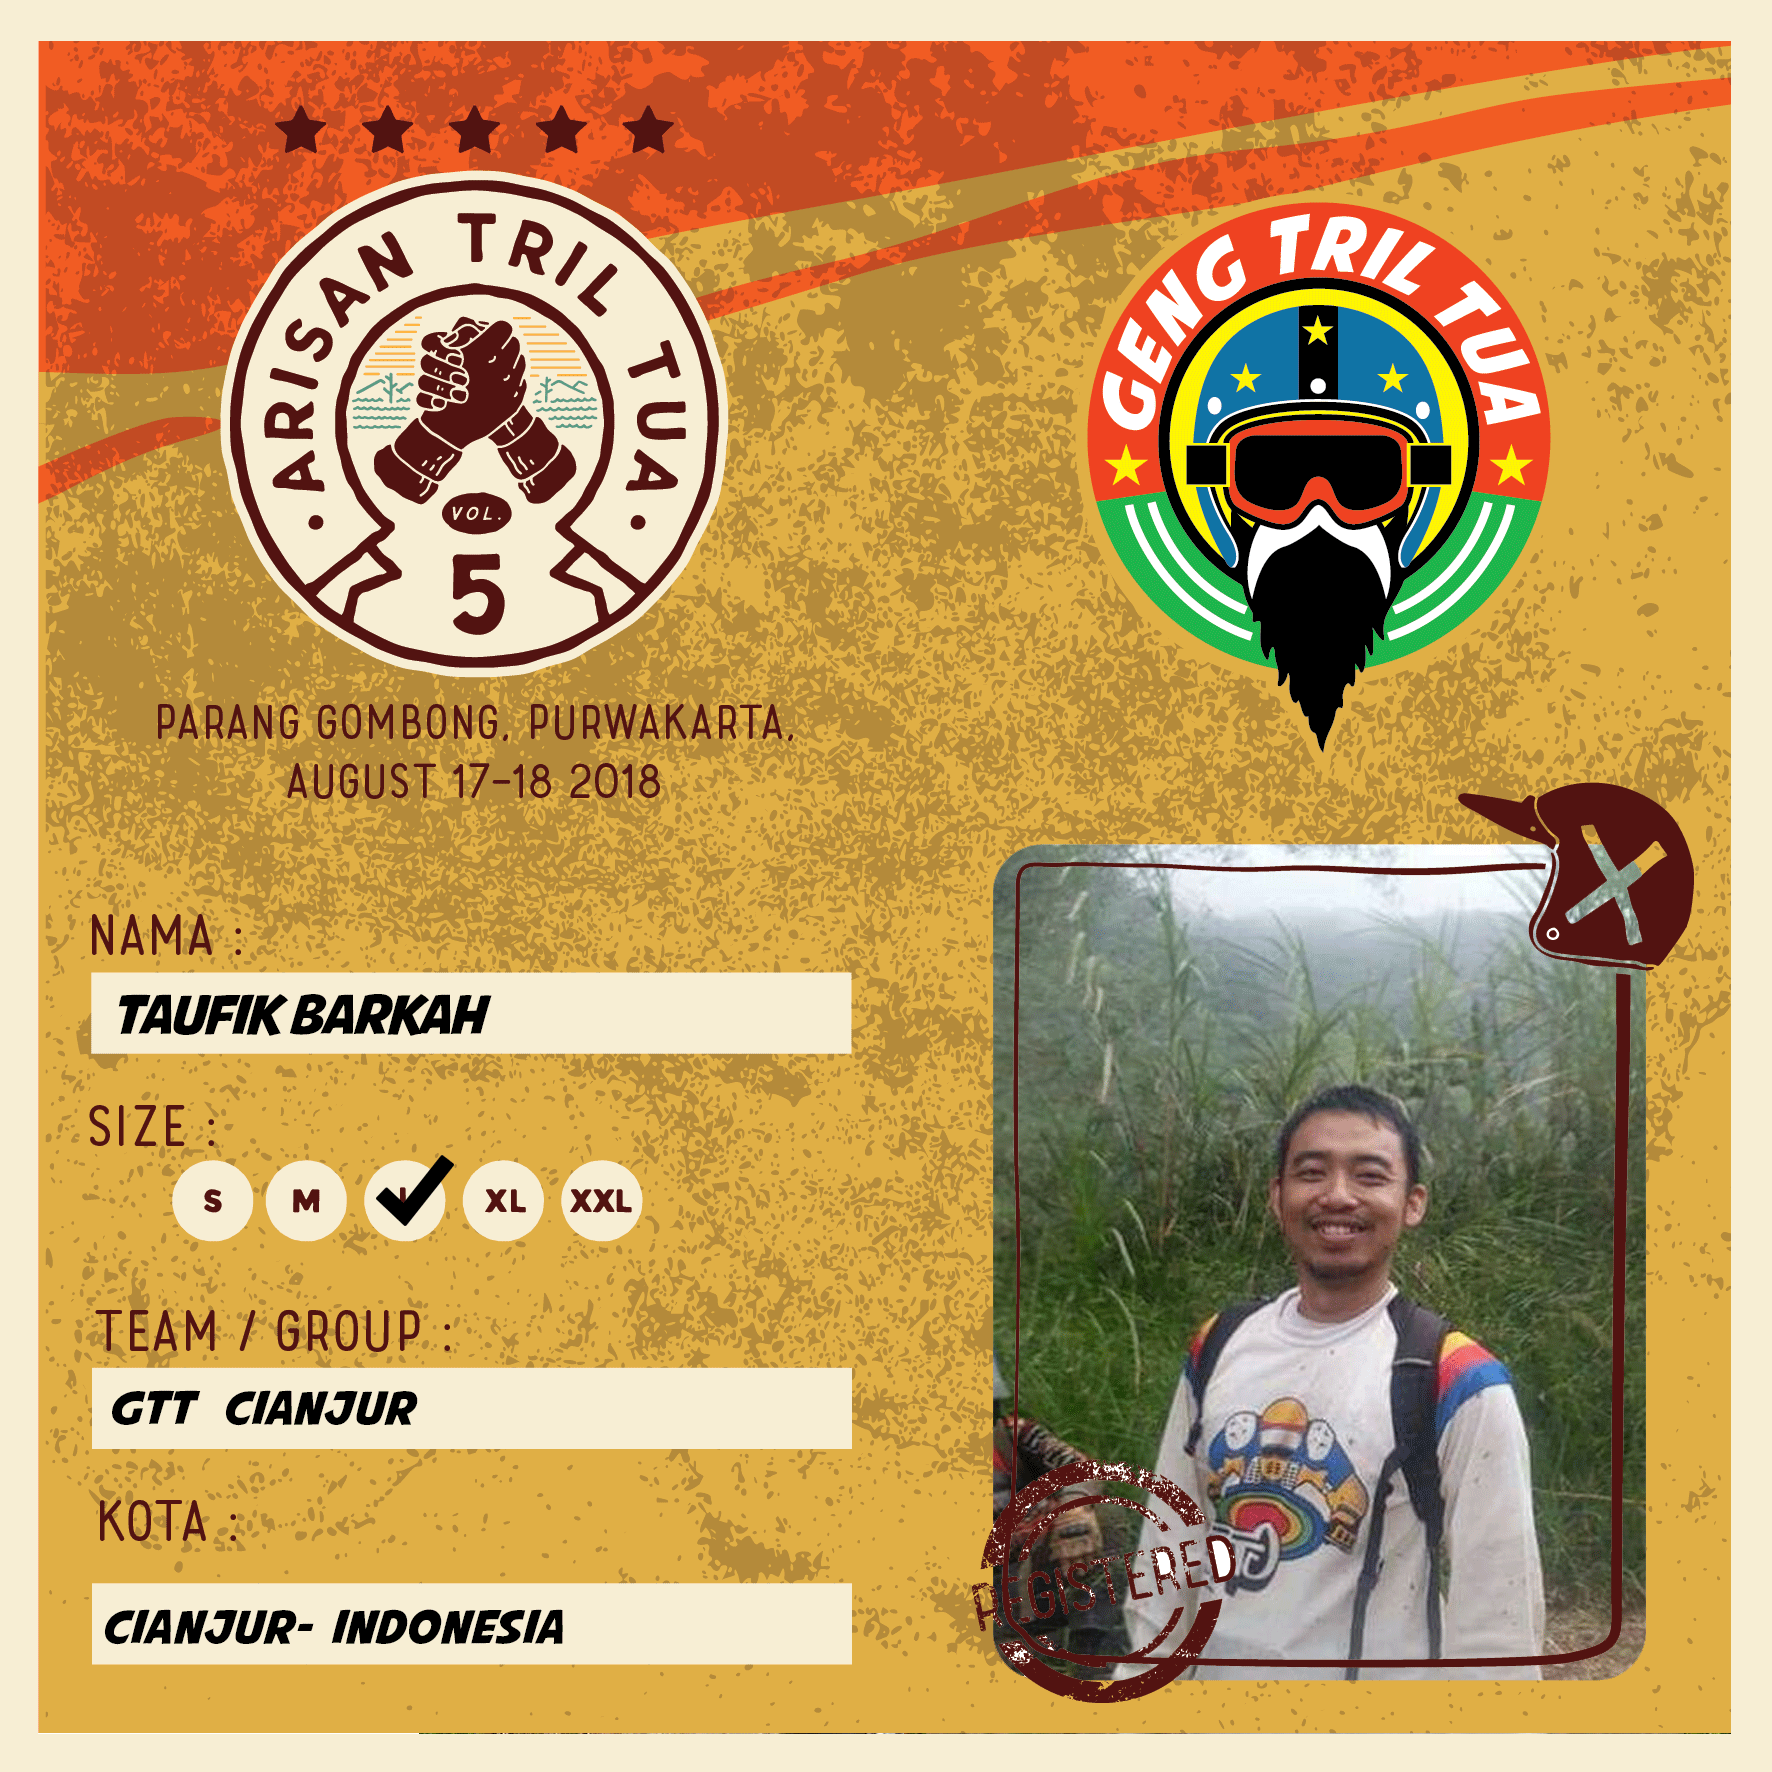 ARISAN TRIL TUA
VOL.
5
GENG TRIL TUA
PARANG GOMBONG, PURWAKARTA,
AUGUST 17-18 2018
NAMA :
TAUFIK BARKAH
SIZE :
S M L XL XXL
TEAM / GROUP :
GTT CIANJUR
KOTA :
CIANJUR- INDONESIA
REGISTERED